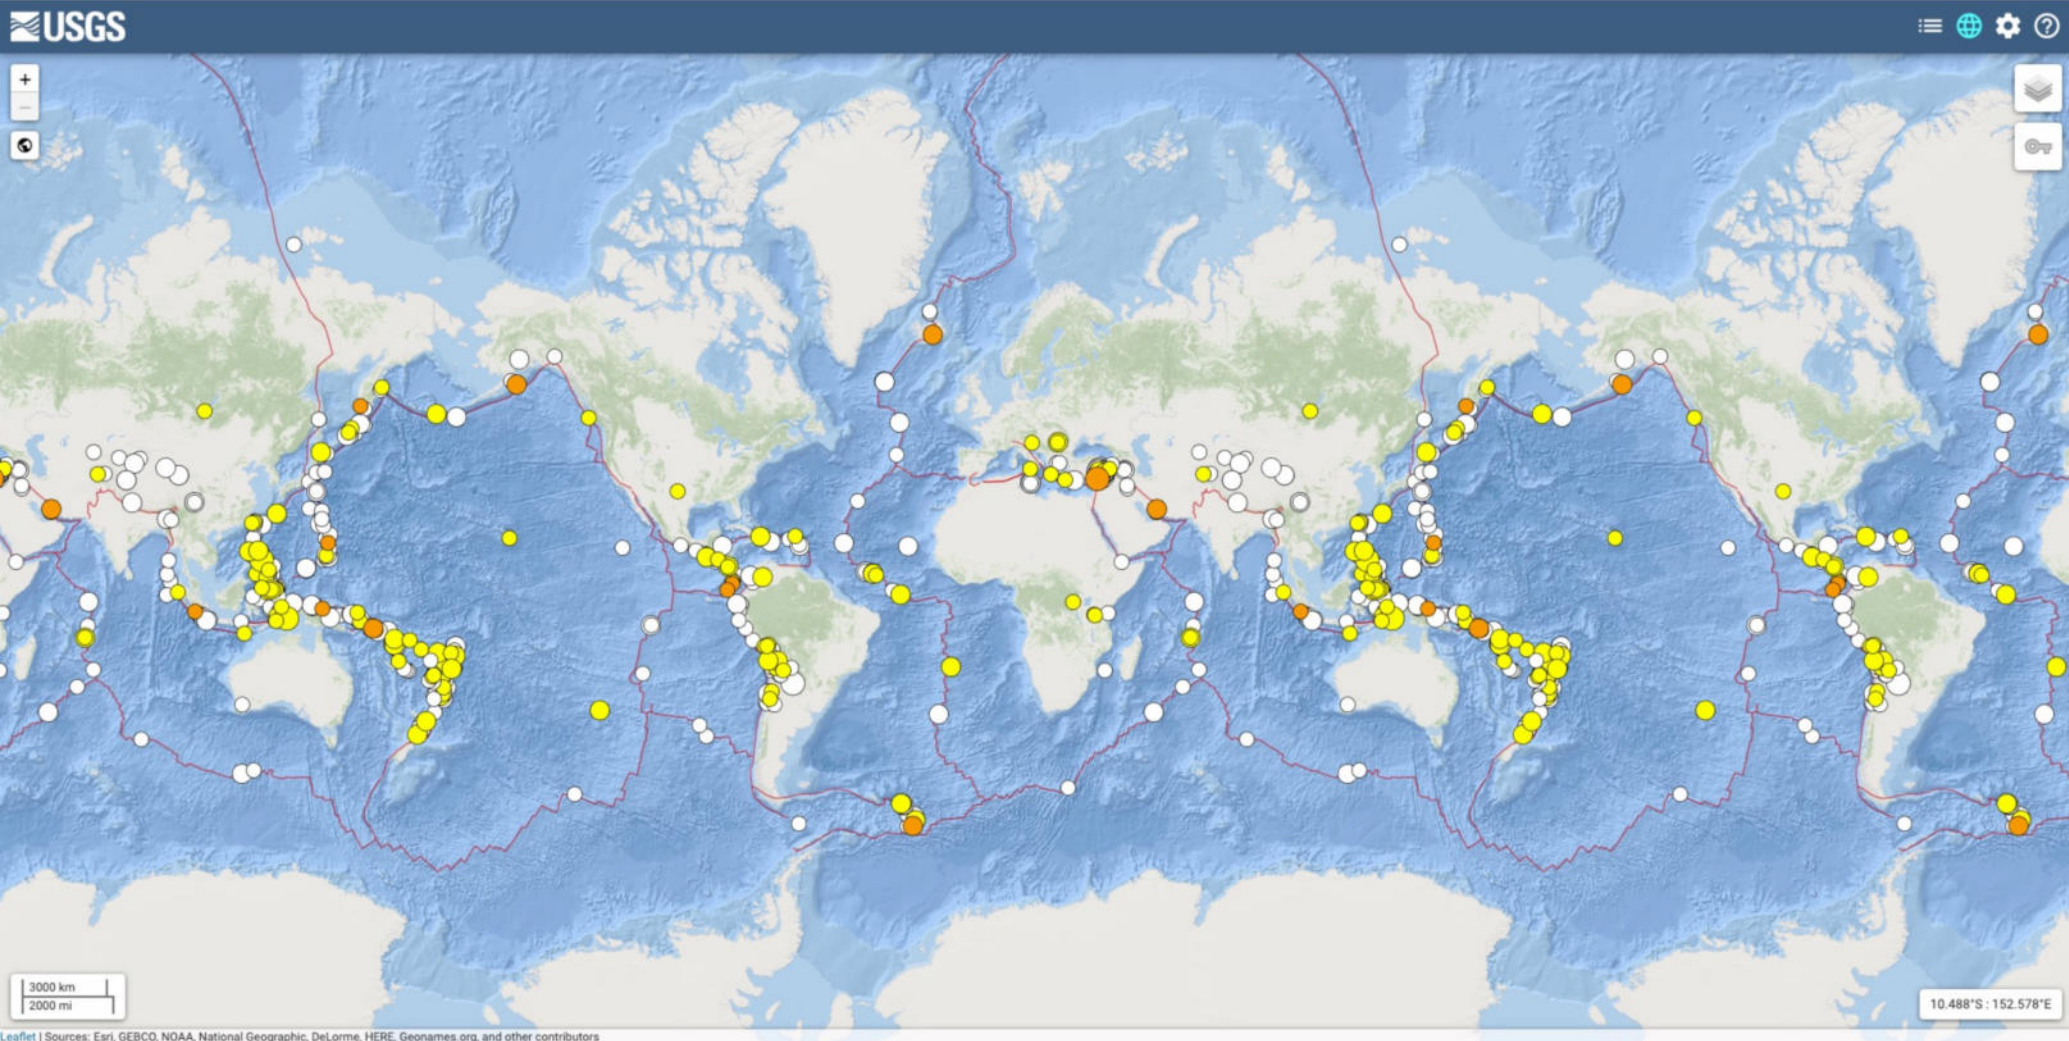 USGS
+
−
3000 km
2000 mi
10.488°S : 152.578°E
Leaflet | Sources: Esri, GEBCO, NOAA, National Geographic, DeLorme, HERE, Geonames.org, and other contributors